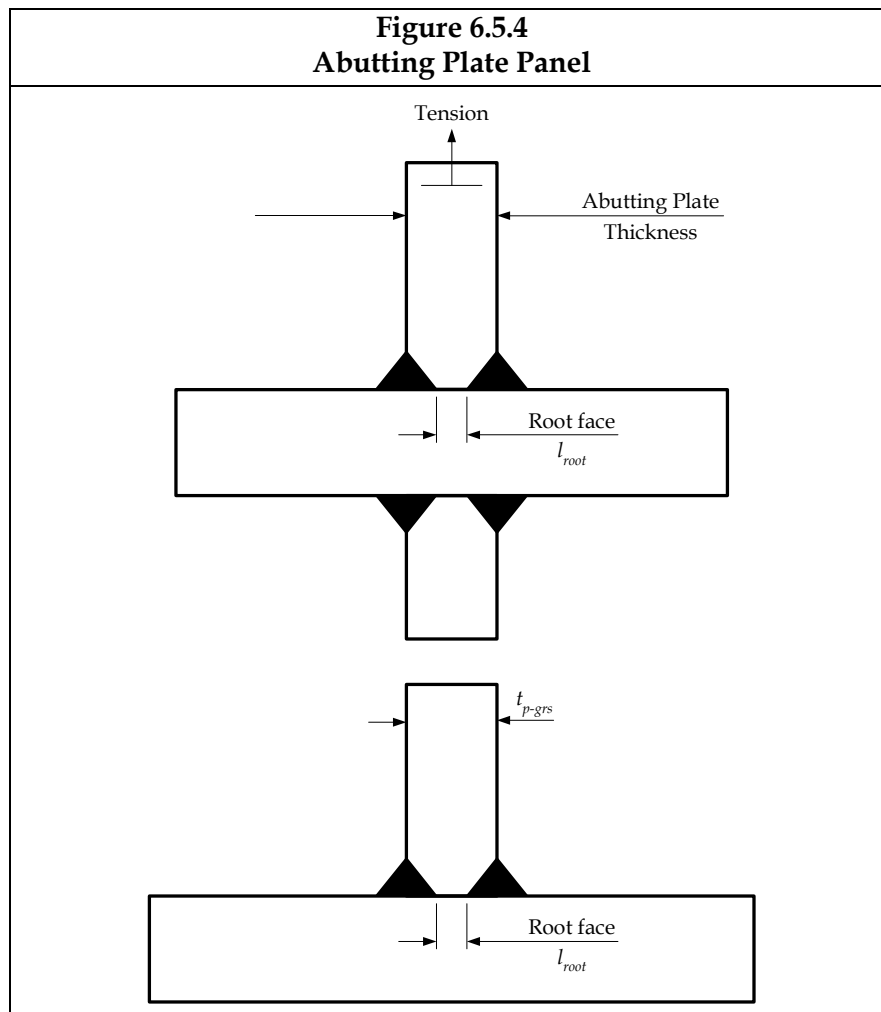 Figure 6.5.4
Abutting Plate Panel
Tension
Abutting Plate
Thickness
Root face
l_root
t_p-grs
Root face
l_root